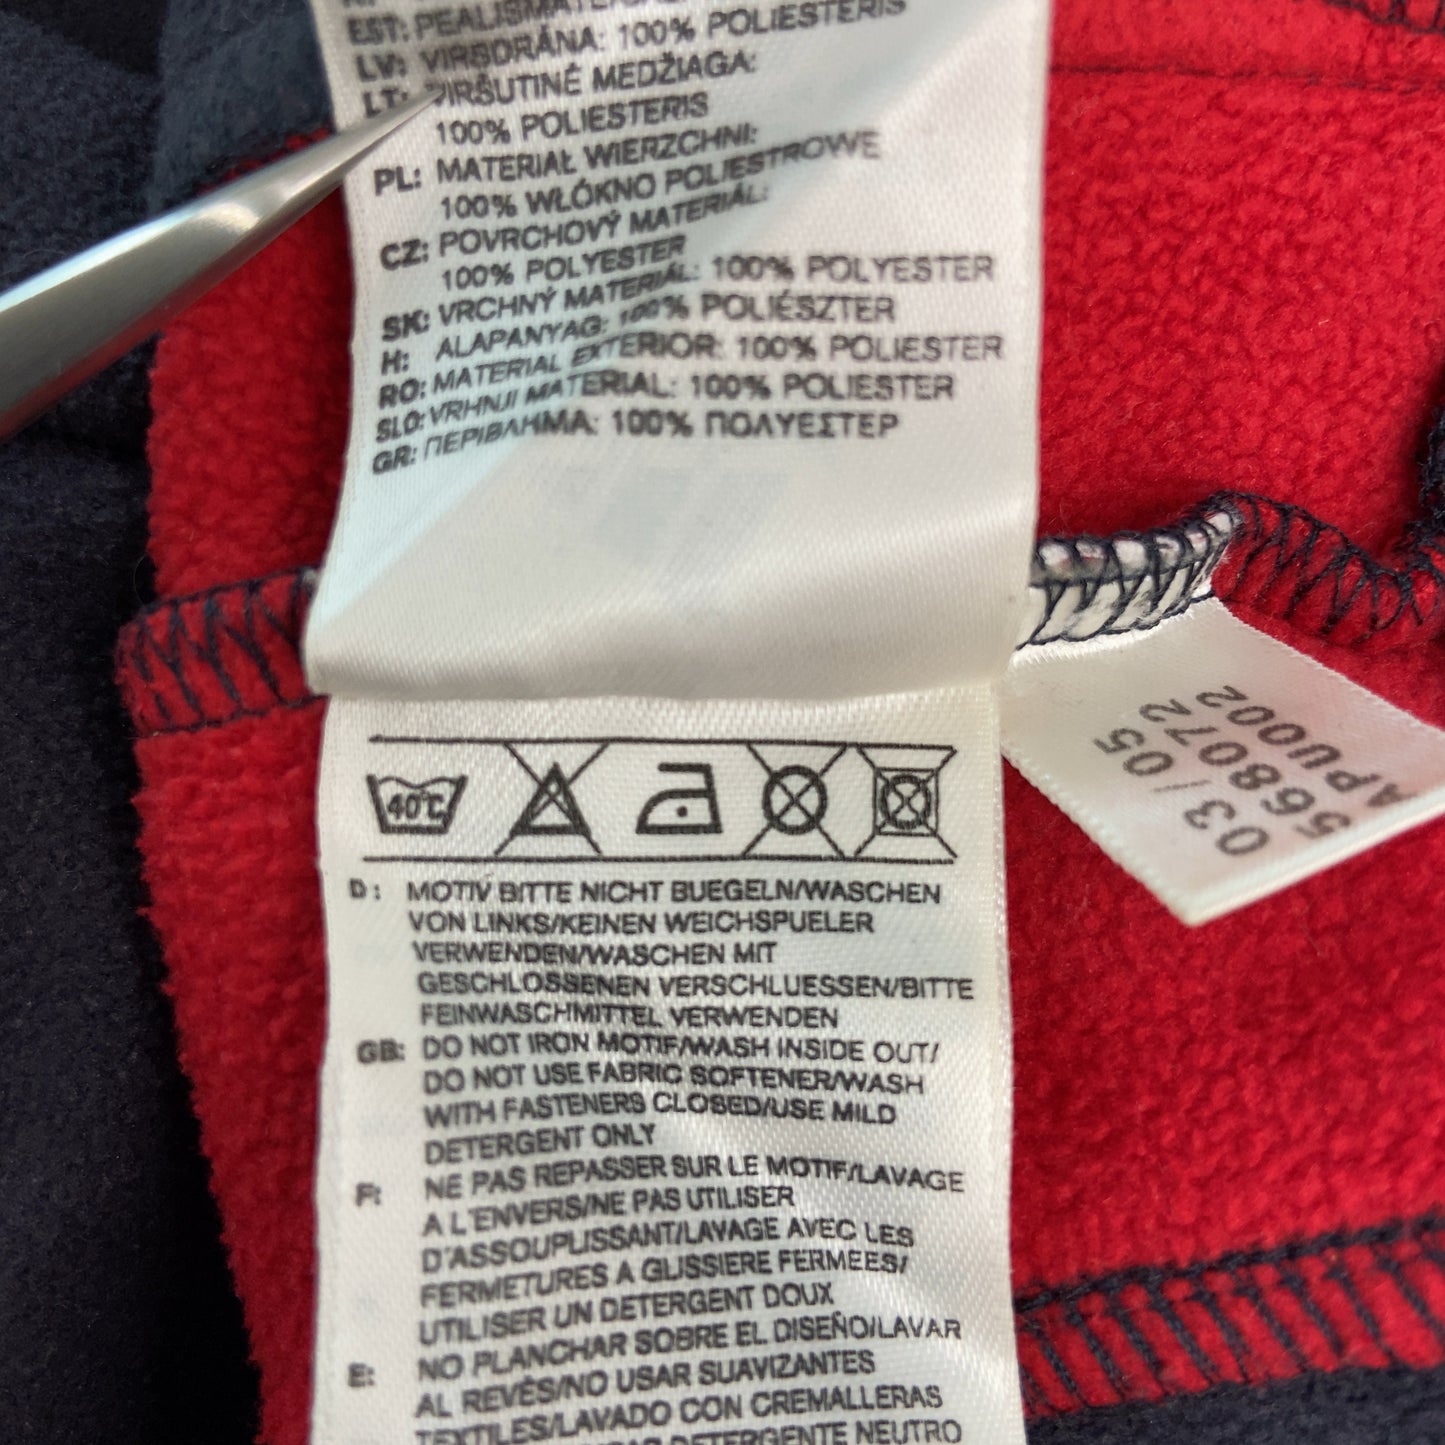 EST: PEALISMATERJAL
LV: VIRSDRĀNA: 100% POLIESTERIS
LT: VIRŠUTINĖ MEDŽIAGA:
100% POLIESTERIS
PL: MATERIAŁ WIERZCHNI:
100% WŁÓKNO POLIESTROWE
CZ: POVRCHOVÝ MATERIÁL:
100% POLYESTER
SK: VRCHNÝ MATERIÁL: 100% POLYESTER
H: ALAPANYAG: 100% POLIÉSZTER
RO: MATERIAL EXTERIOR: 100% POLIESTER
SLO: VRHNJI MATERIAL: 100% POLIESTER
GR: ΠΕΡΙΒΛΗΜΑ: 100% ΠΟΛΥΕΣΤΕΡ
40°C
D: MOTIV BITTE NICHT BUEGELN/WASCHEN
VON LINKS/KEINEN WEICHSPUELER
VERWENDEN/WASCHEN MIT
GESCHLOSSENEN VERSCHLUESSEN/BITTE
FEINWASCHMITTEL VERWENDEN
GB: DO NOT IRON MOTIF/WASH INSIDE OUT/
DO NOT USE FABRIC SOFTENER/WASH
WITH FASTENERS CLOSED/USE MILD
DETERGENT ONLY
F: NE PAS REPASSER SUR LE MOTIF/LAVAGE
A L'ENVERS/NE PAS UTILISER
D'ASSOUPLISSANT/LAVAGE AVEC LES
FERMETURES A GLISSIERE FERMEES/
UTILISER UN DETERGENT DOUX
E: NO PLANCHAR SOBRE EL DISEÑO/LAVAR
AL REVÈS/NO USAR SUAVIZANTES
TEXTILES/LAVADO CON CREMALLERAS
DETERGENTE NEUTRO
03/05
568072
APU002